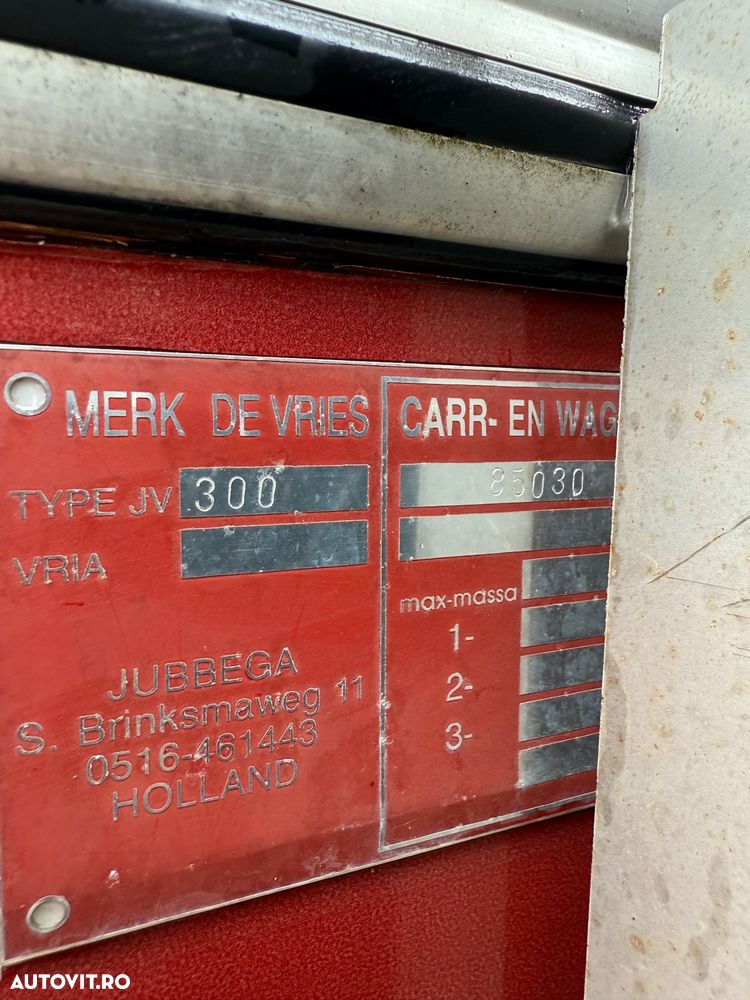 MERK DE VRIES
TYPE JV 300
VRIA
JUBBEGA
S. Brinksmaweg 11
0516-461443
HOLLAND
CARR- EN WAG
85030
max-massa
1-
2-
3-
AUTOVIT.RO